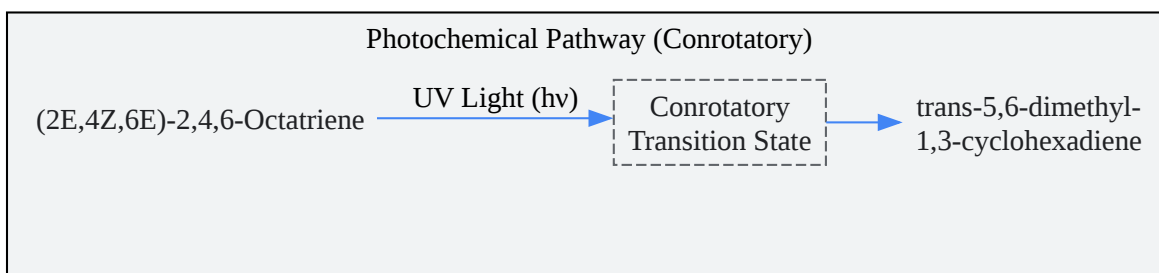 Photochemical Pathway (Conrotatory)
(2E,4Z,6E)-2,4,6-Octatriene
UV Light (hν)
Conrotatory
Transition State
trans-5,6-dimethyl-
1,3-cyclohexadiene